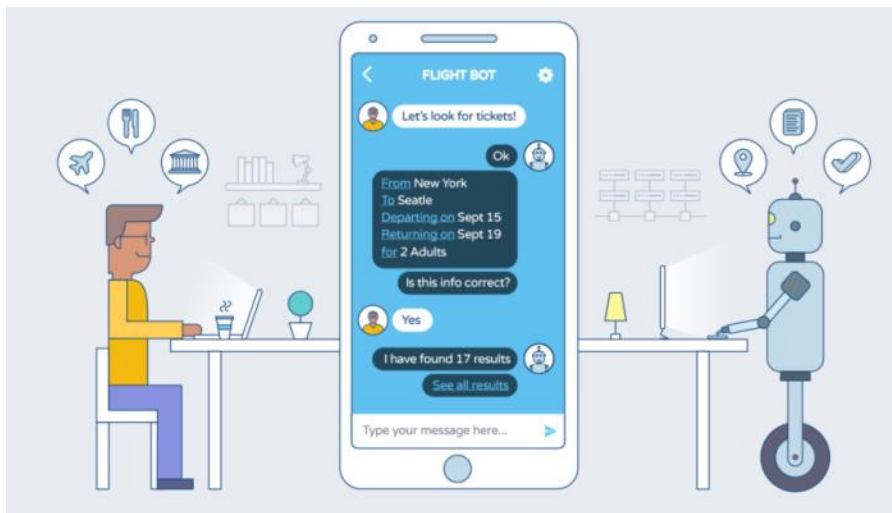 FLIGHT BOT
Let's look for tickets!
Ok
From New York
To Seatle
Departing on Sept 15
Returning on Sept 19
for 2 Adults
Is this info correct?
Yes
I have found 17 results
See all results
Type your message here...